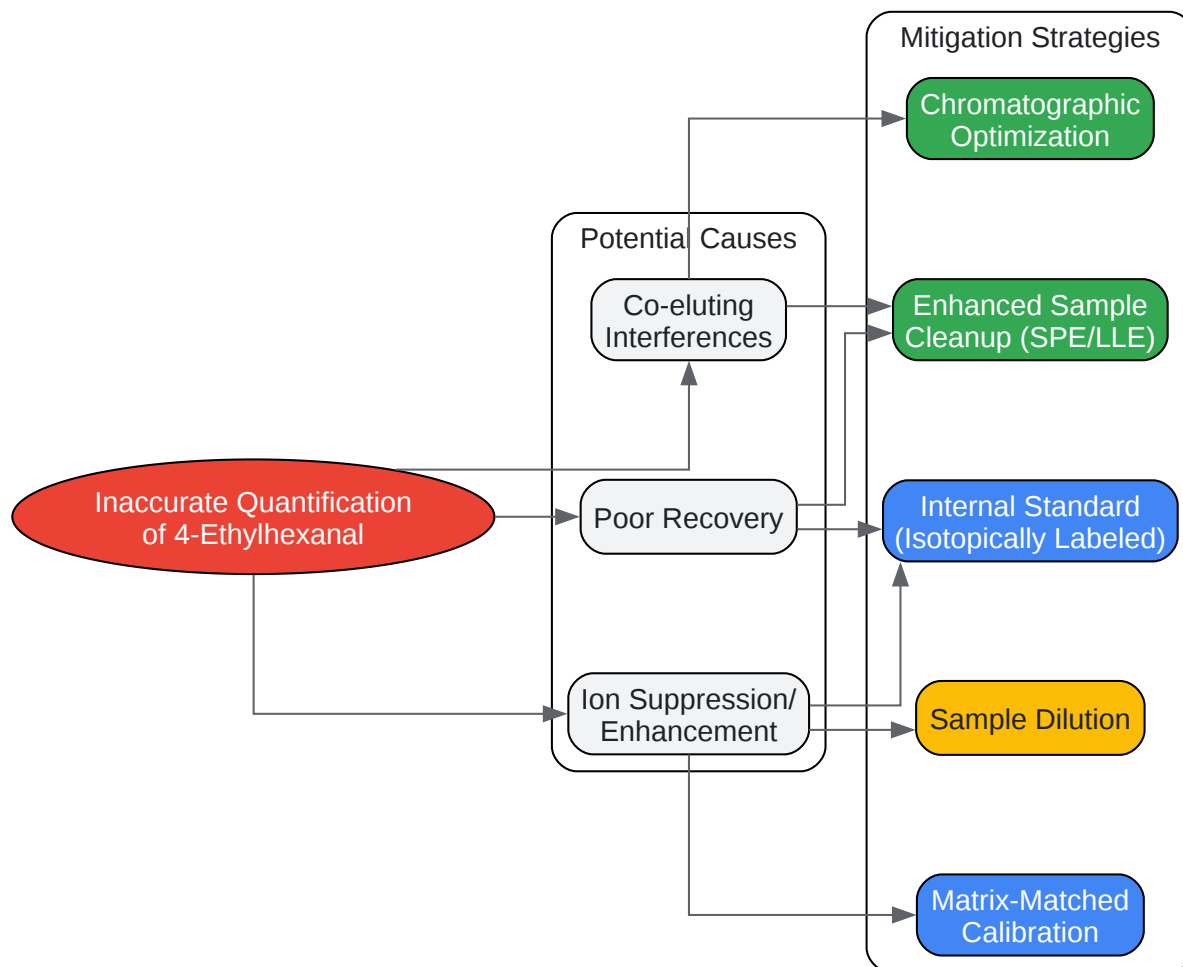 Mitigation Strategies
Chromatographic
Optimization
Potential Causes
Co-eluting
Interferences
Enhanced Sample
Cleanup (SPE/LLE)
Inaccurate Quantification
of 4-Ethylhexanal
Poor Recovery
Internal Standard
(Isotopically Labeled)
Ion Suppression/
Enhancement
Sample Dilution
Matrix-Matched
Calibration